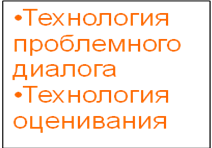 •Технология
проблемного
диалога
•Технология
оценивания